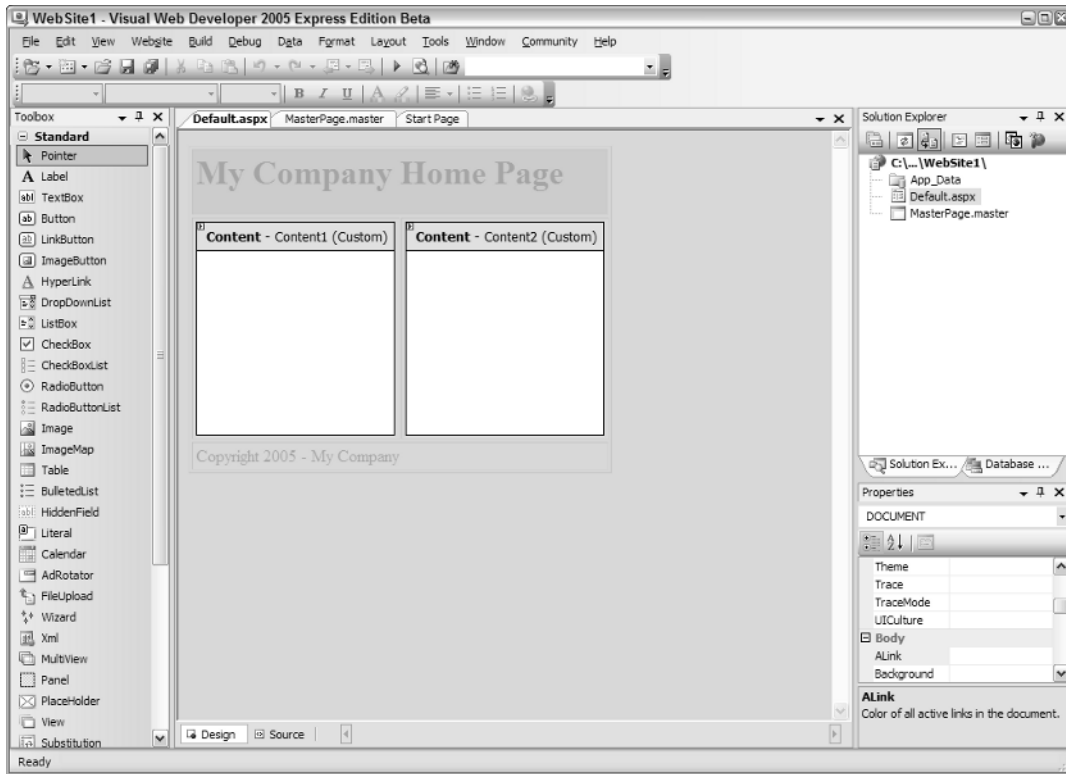 WebSite1 - Visual Web Developer 2005 Express Edition Beta
File Edit View Website Build Debug Data Format Layout Tools Window Community Help
B I U A
Toolbox
Standard
Pointer
A Label
abl TextBox
ab Button
ab LinkButton
ImageButton
A HyperLink
DropDownList
ListBox
CheckBox
CheckBoxList
RadioButton
RadioButtonList
Image
ImageMap
Table
BulletedList
abl HiddenField
Literal
Calendar
AdRotator
FileUpload
Wizard
Xml
MultiView
Panel
PlaceHolder
View
Substitution
Default.aspx MasterPage.master Start Page
My Company Home Page
Content - Content1 (Custom) Content - Content2 (Custom)
Copyright 2005 - My Company
Design Source
Solution Explorer
C:\...\WebSite1\
App_Data
Default.aspx
MasterPage.master
Solution Ex... Database ...
Properties
DOCUMENT
Theme
Trace
TraceMode
UICulture
Body
ALink
Background
ALink
Color of all active links in the document.
Ready